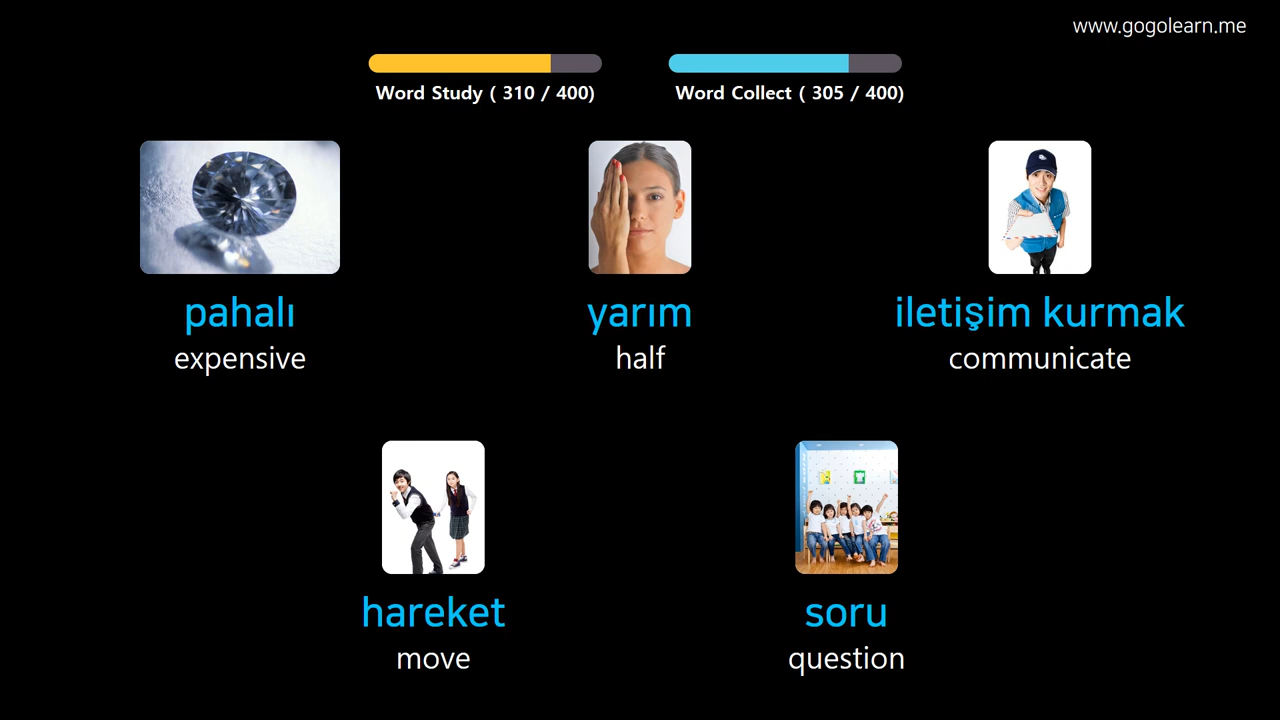 www.gogolearn.me
Word Study ( 310 / 400)
Word Collect ( 305 / 400)
pahalı
expensive
yarım
half
iletişim kurmak
communicate
hareket
move
soru
question